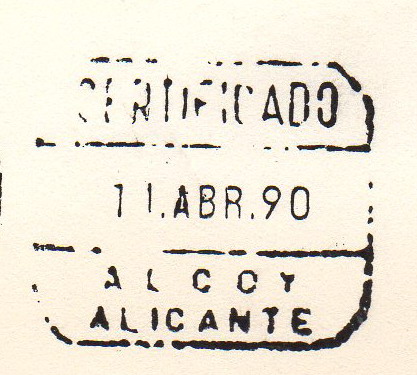 CERTIFICADO
11.ABR.90
ALCOY
ALICANTE